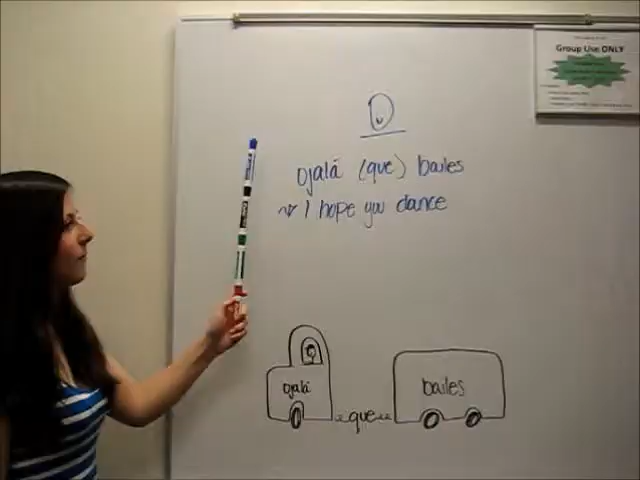 Group Use ONLY
O
ojalá (que) bailes
~> I hope you dance
ojalá
que
bailes